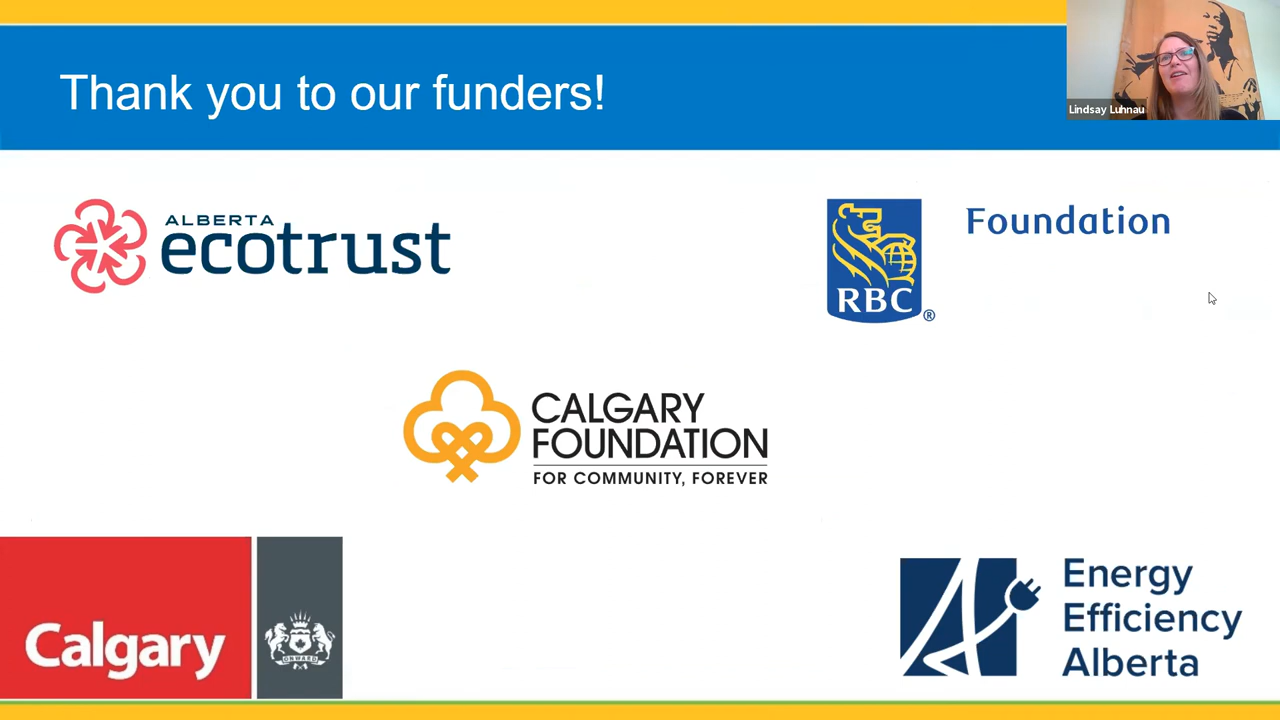 Thank you to our funders!
Lindsay Luhnau
ALBERTA
ecotrust
Foundation
RBC
®
CALGARY
FOUNDATION
FOR COMMUNITY, FOREVER
Calgary
ONWARD
Energy
Efficiency
Alberta